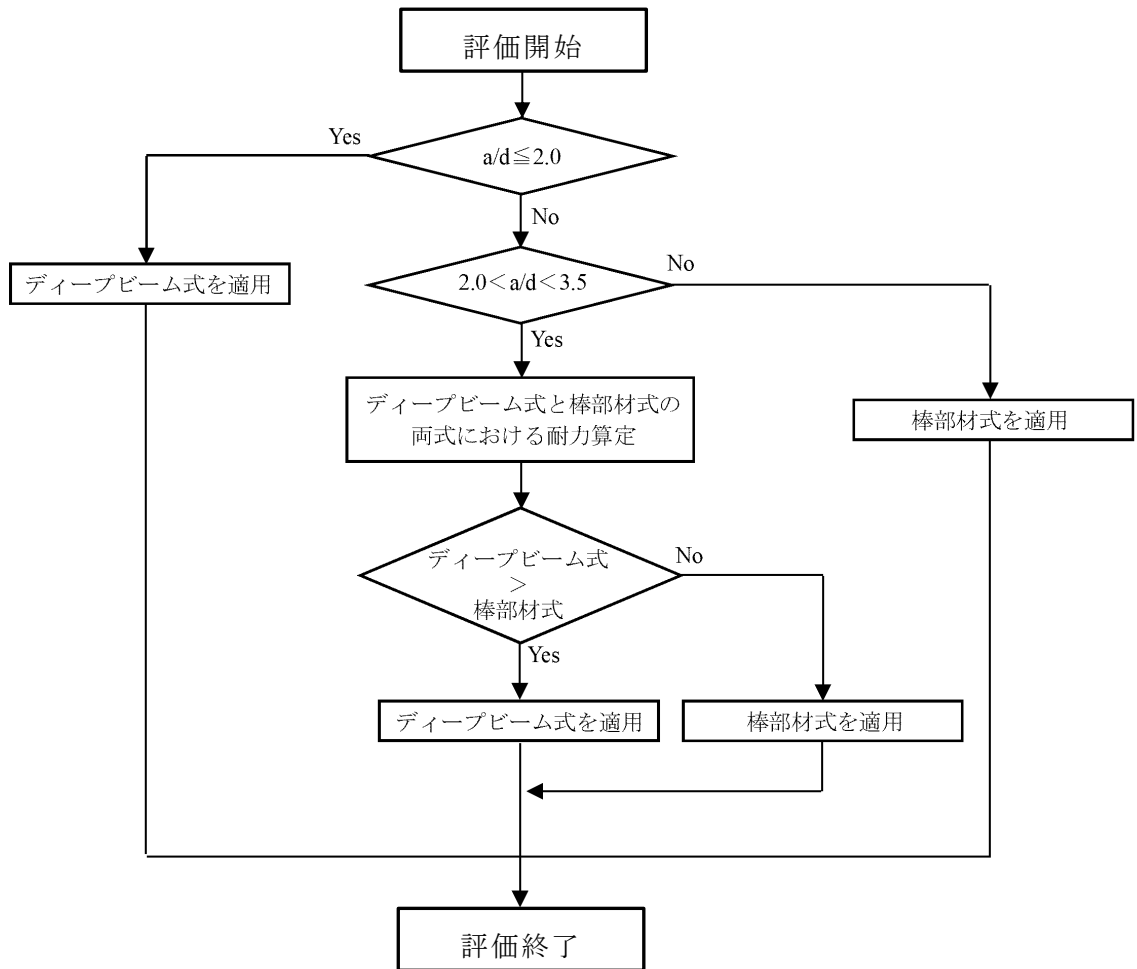 評価開始
Yes
a/d≦2.0
No
ディープビーム式を適用
2.0＜a/d＜3.5
No
Yes
ディープビーム式と棒部材式の
両式における耐力算定
棒部材式を適用
ディープビーム式
＞
棒部材式
No
Yes
ディープビーム式を適用
棒部材式を適用
評価終了